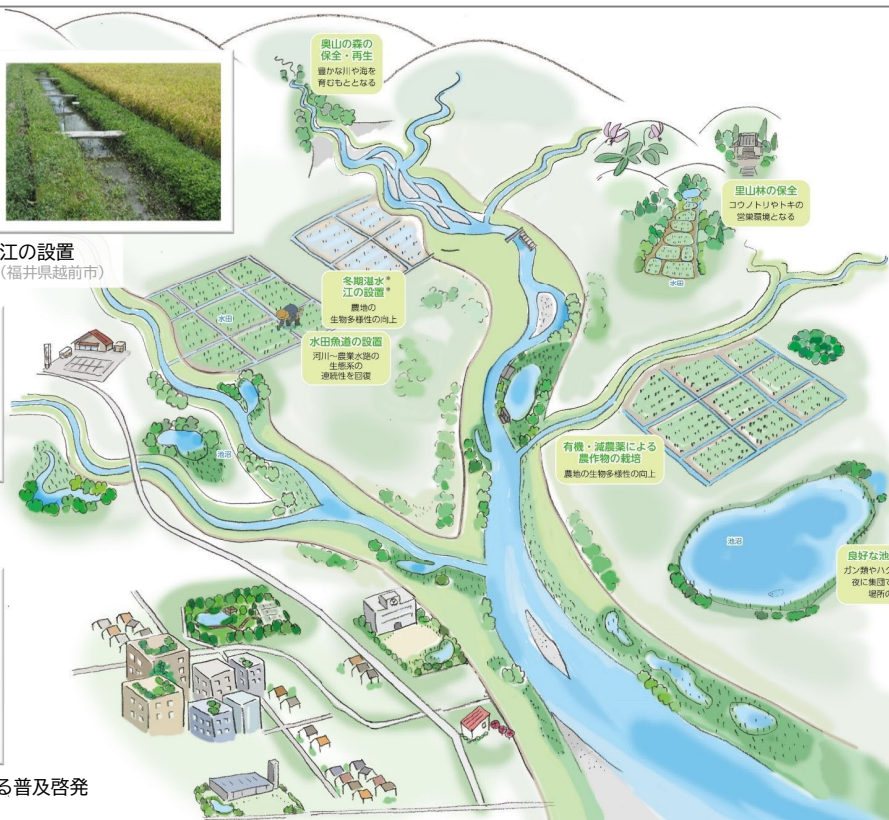 奥山の森の
保全・再生
豊かな川や海を
育むもととなる
里山林の保全
コウノトリやトキの
営巣環境となる
江の設置
（福井県越前市）
水田
冬期湛水*
江の設置*
農地の
生物多様性の向上
水田
水田魚道の設置
河川～農業水路の
生態系の
連続性を回復
有機・減農薬による
農作物の栽培
農地の生物多様性の向上
池沼
池沼
良好な池
ガン類やハク
夜に集団で
場所の
る普及啓発